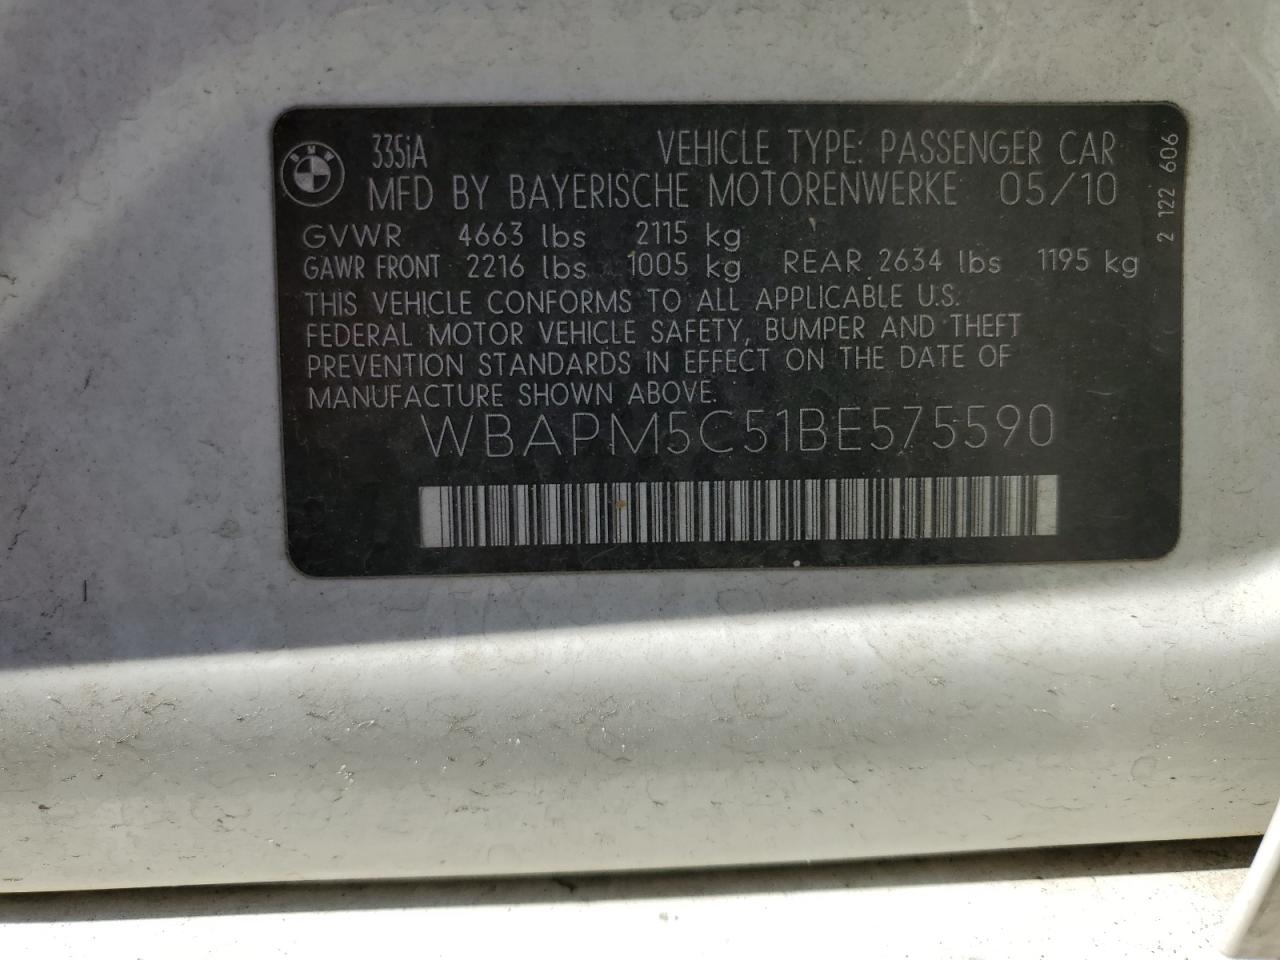 BMW
335iA VEHICLE TYPE: PASSENGER CAR
MFD BY BAYERISCHE MOTORENWERKE 05/10
GVWR 4663 lbs 2115 kg
GAWR FRONT 2216 lbs 1005 kg REAR 2634 lbs 1195 kg
THIS VEHICLE CONFORMS TO ALL APPLICABLE U.S.
FEDERAL MOTOR VEHICLE SAFETY, BUMPER AND THEFT
PREVENTION STANDARDS IN EFFECT ON THE DATE OF
MANUFACTURE SHOWN ABOVE.
WBAPM5C51BE575590
2 122 606